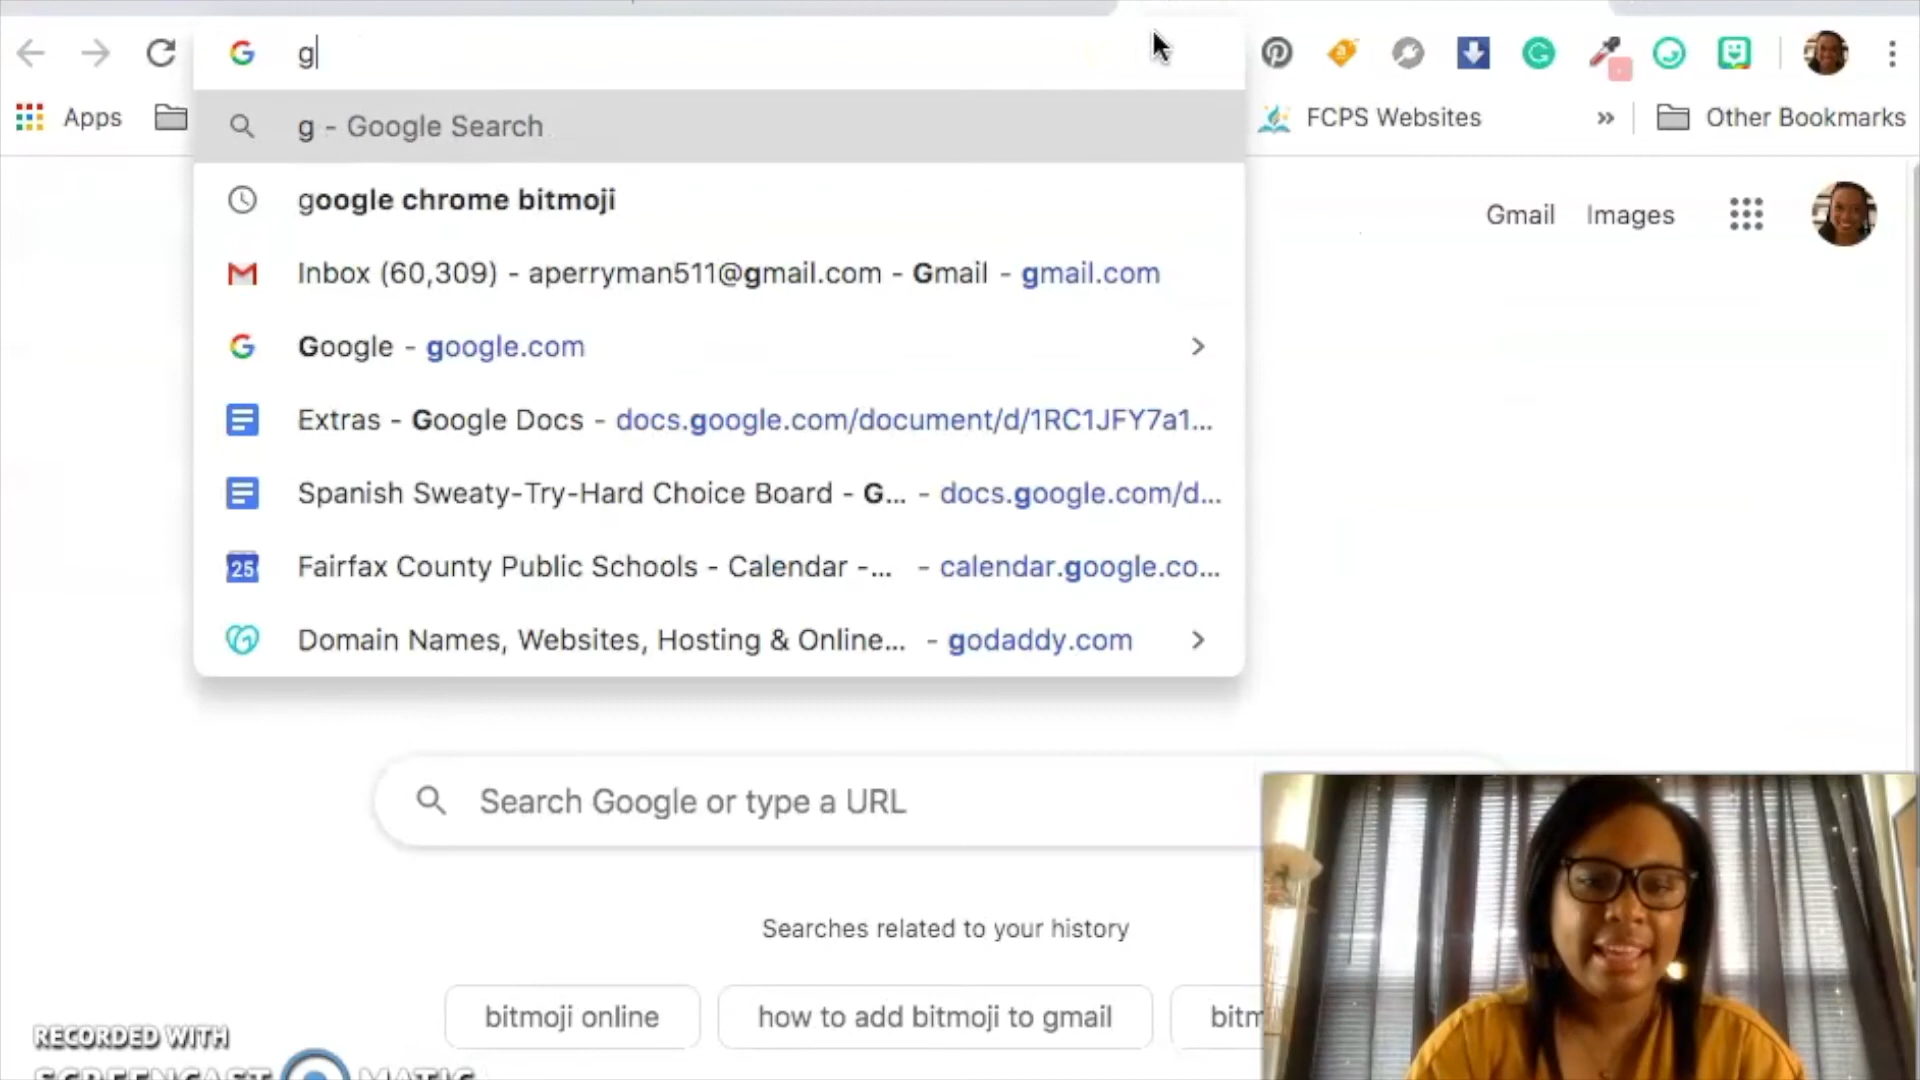 g
Apps
FCPS Websites
»
Other Bookmarks
g - Google Search
google chrome bitmoji
Inbox (60,309) - aperryman511@gmail.com - Gmail - gmail.com
Google - google.com
Extras - Google Docs - docs.google.com/document/d/1RC1JFY7a1...
Spanish Sweaty-Try-Hard Choice Board - G... - docs.google.com/d...
25
Fairfax County Public Schools - Calendar -... - calendar.google.co...
Domain Names, Websites, Hosting & Online... - godaddy.com
Gmail
Images
Search Google or type a URL
Searches related to your history
bitmoji online
how to add bitmoji to gmail
bitm
RECORDED WITH
SCREENCAST MATIC